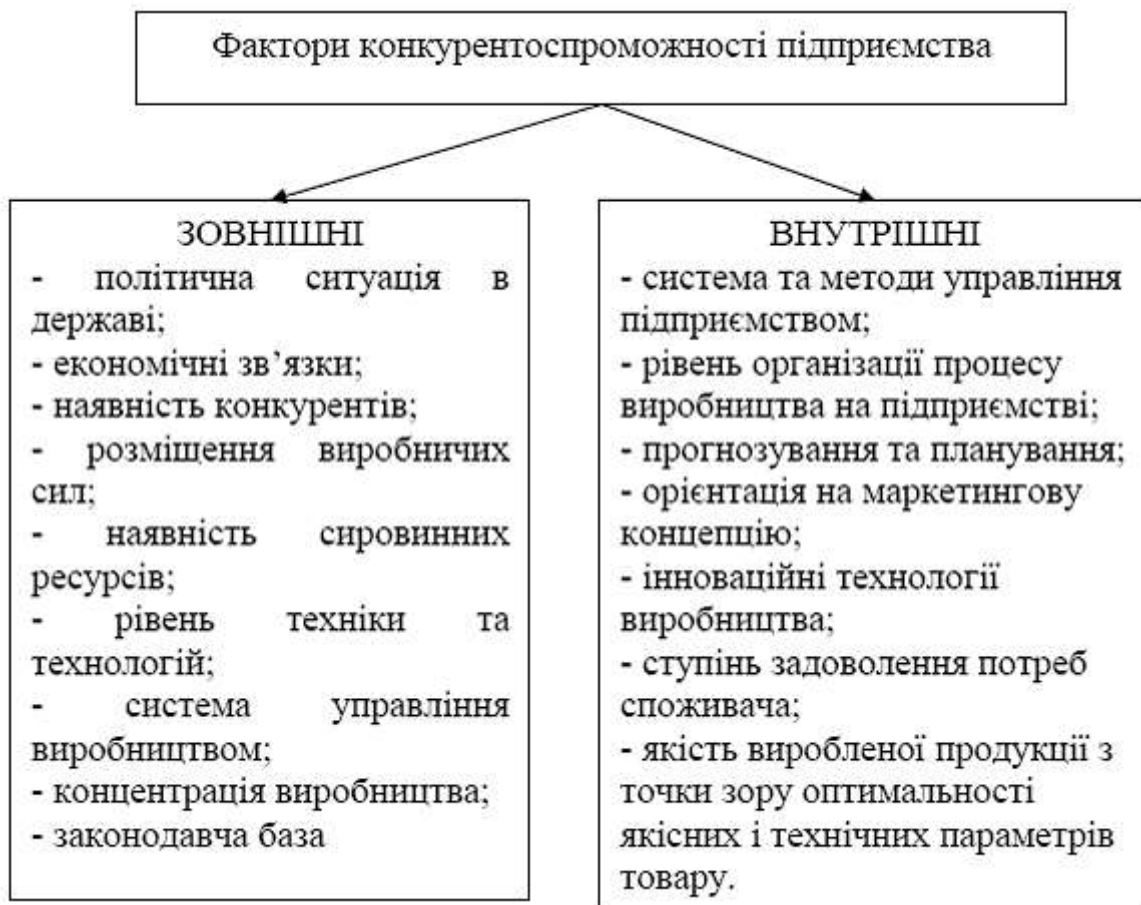 Фактори конкурентоспроможності підприємства
ЗОВНІШНІ
- політична ситуація в
державі;
- економічні зв’язки;
- наявність конкурентів;
- розміщення виробничих
сил;
- наявність сировинних
ресурсів;
- рівень техніки та
технологій;
- система управління
виробництвом;
- концентрація виробництва;
- законодавча база
ВНУТРІШНІ
- система та методи управління
підприємством;
- рівень організації процесу
виробництва на підприємстві;
- прогнозування та планування;
- орієнтація на маркетингову
концепцію;
- інноваційні технології
виробництва;
- ступінь задоволення потреб
споживача;
- якість виробленої продукції з
точки зору оптимальності
якісних і технічних параметрів
товару.